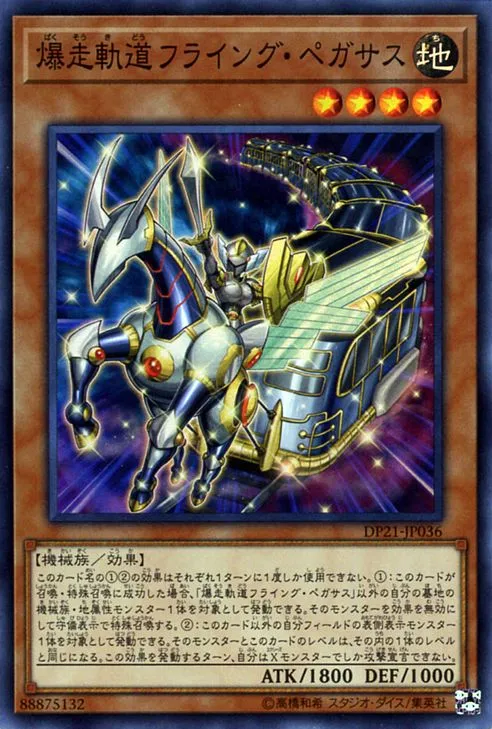 爆走軌道フライング・ペガサス
地
DP21-JP036
【機械族/効果】
このカード名の①②の効果はそれぞれ1ターンに1度しか使用できない。①:このカードが
召喚・特殊召喚に成功した場合、「爆走軌道フライング・ペガサス」以外の自分の墓地の
機械族・地属性モンスター1体を対象として発動できる。そのモンスターを効果を無効に
して守備表示で特殊召喚する。②:このカード以外の自分フィールドの表側表示モンスター
1体を対象として発動できる。そのモンスターとこのカードのレベルは、その内の1体のレベル
と同じになる。この効果を発動するターン、自分はXモンスターでしか攻撃宣言できない。
ATK/1800 DEF/1000
88875132
©高橋和希 スタジオ・ダイス/集英社